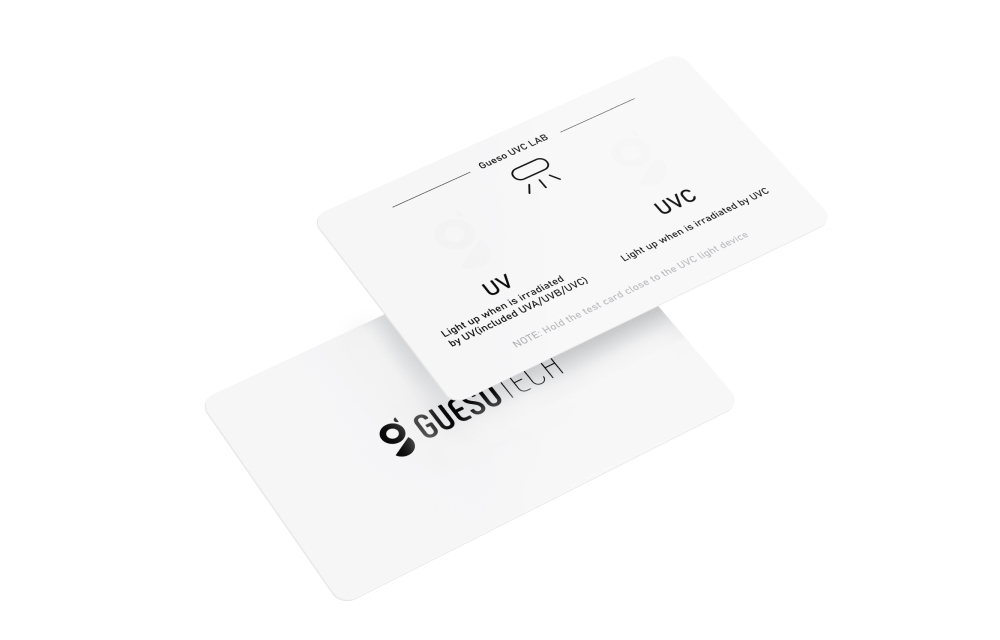 Gueso UVC LAB
UV
Light up when is irradiated
by UV(included UVA/UVB/UVC)
UVC
Light up when is irradiated by UVC
NOTE: Hold the test card close to the UVC light device
GUESOTECH